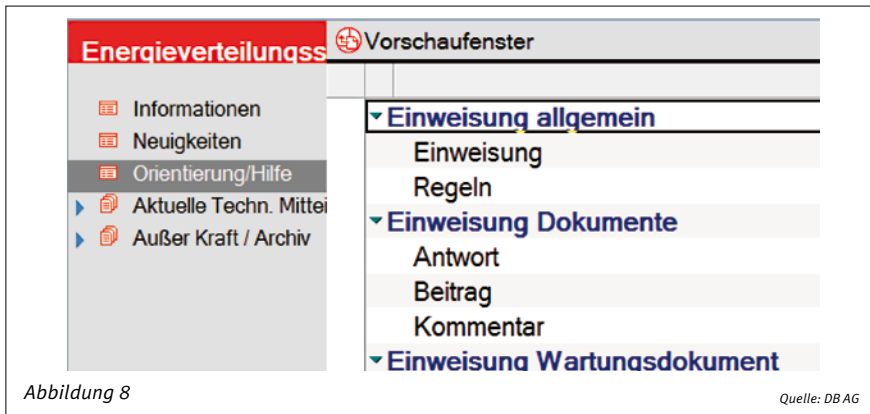 Energieverteilungss
Vorschaufenster
Informationen
Neuigkeiten
Orientierung/Hilfe
Aktuelle Techn. Mittei
Außer Kraft / Archiv
Einweisung allgemein
Einweisung
Regeln
Einweisung Dokumente
Antwort
Beitrag
Kommentar
Einweisung Wartungsdokument
Abbildung 8
Quelle: DB AG